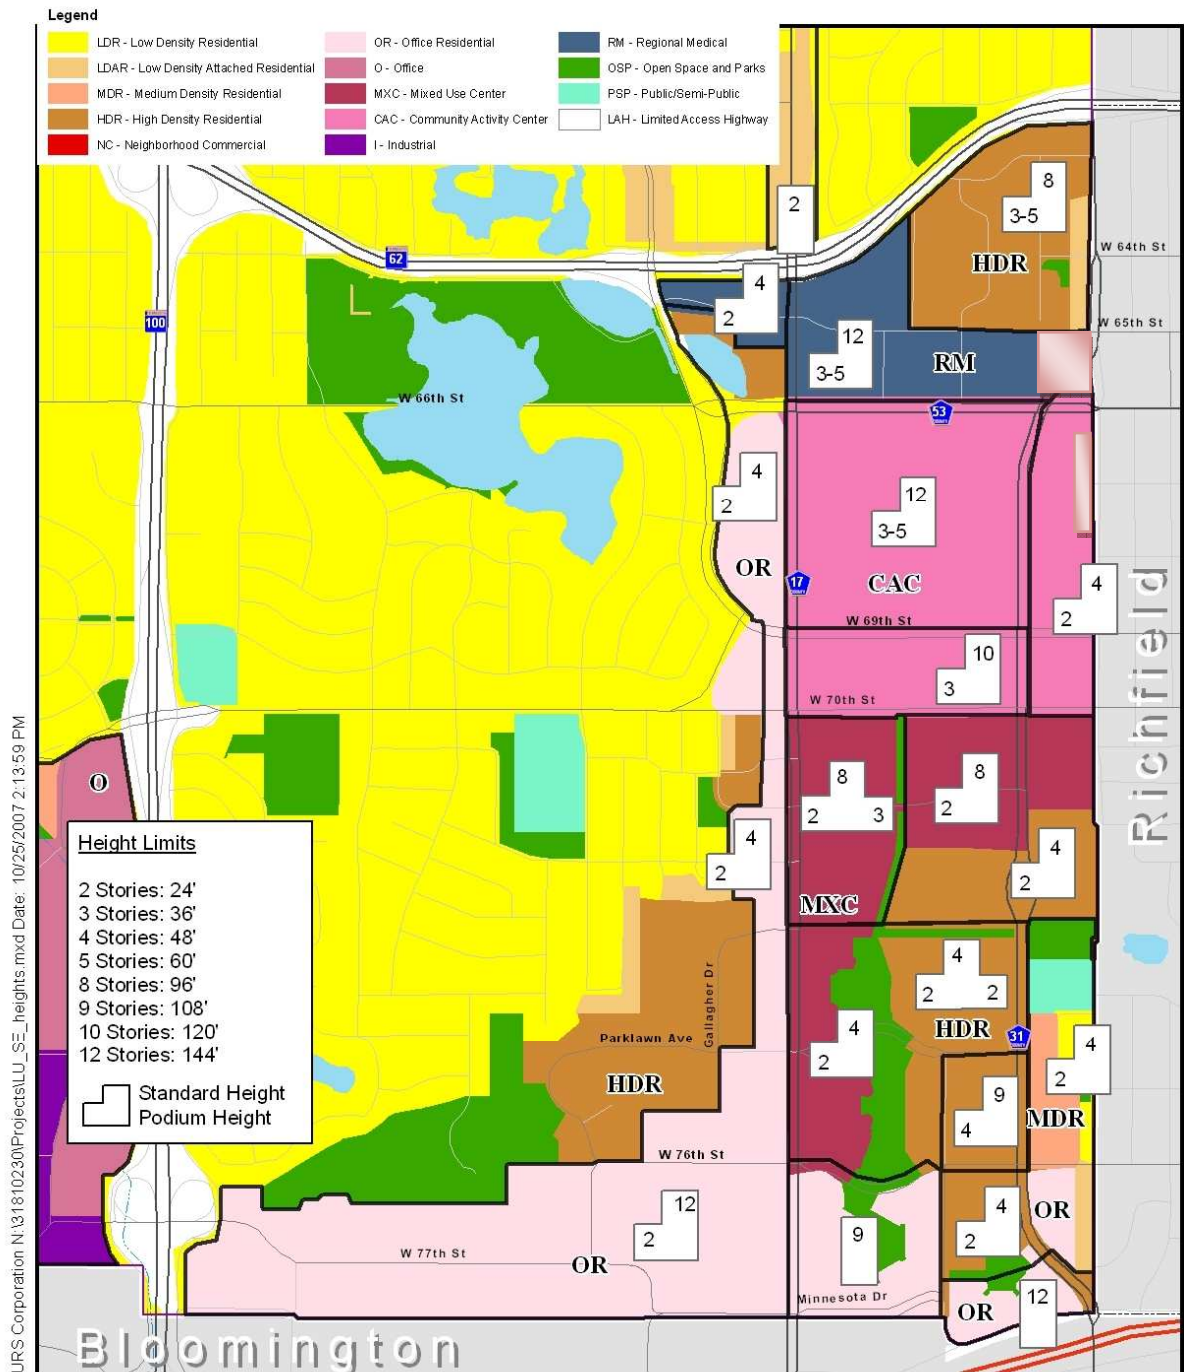 Legend
LDR - Low Density Residential
LDAR - Low Density Attached Residential
MDR - Medium Density Residential
HDR - High Density Residential
NC - Neighborhood Commercial
OR - Office Residential
O - Office
MXC - Mixed Use Center
CAC - Community Activity Center
I - Industrial
RM - Regional Medical
OSP - Open Space and Parks
PSP - Public/Semi-Public
LAH - Limited Access Highway
8
3-5
2
W 64th St
62
HDR
4
2
100
W 65th St
12
3-5
RM
W 66th St
53
4
2
12
3-5
OR
17
CAC
4
2
W 69th St
10
3
W 70th St
Richfield
O
8
2 3
8
2
4
2
4
2
MXC
Height Limits
2 Stories: 24'
3 Stories: 36'
4 Stories: 48'
5 Stories: 60'
8 Stories: 96'
9 Stories: 108'
10 Stories: 120'
12 Stories: 144'
Standard Height
Podium Height
Gallagher Dr
4
2 2
Parklawn Ave
HDR
31
4
2
4
2
HDR
9
4
MDR
W 76th St
12
2
4
2
OR
9
W 77th St
OR
Minnesota Dr
12
OR
Bloomington
URS Corporation N:\31810230\Projects\LU_SE_heights.mxd Date: 10/25/2007 2:13:59 PM